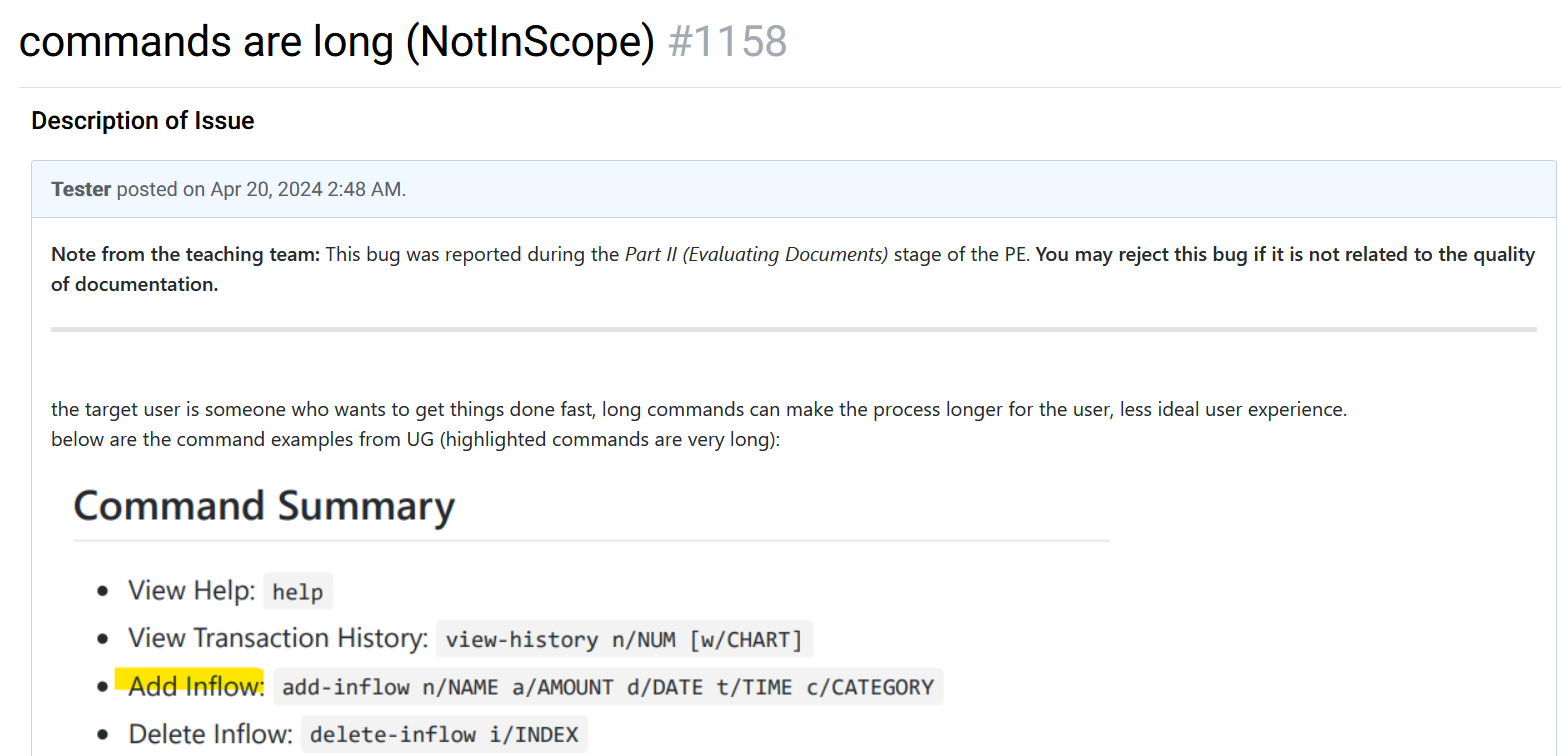 commands are long (NotInScope) #1158
Description of Issue
Tester posted on Apr 20, 2024 2:48 AM.
Note from the teaching team: This bug was reported during the Part II (Evaluating Documents) stage of the PE. You may reject this bug if it is not related to the quality
of documentation.
the target user is someone who wants to get things done fast, long commands can make the process longer for the user, less ideal user experience.
below are the command examples from UG (highlighted commands are very long):
Command Summary
• View Help: help
• View Transaction History: view-history n/NUM [w/CHART]
• Add Inflow: add-inflow n/NAME a/AMOUNT d/DATE t/TIME c/CATEGORY
• Delete Inflow: delete-inflow i/INDEX